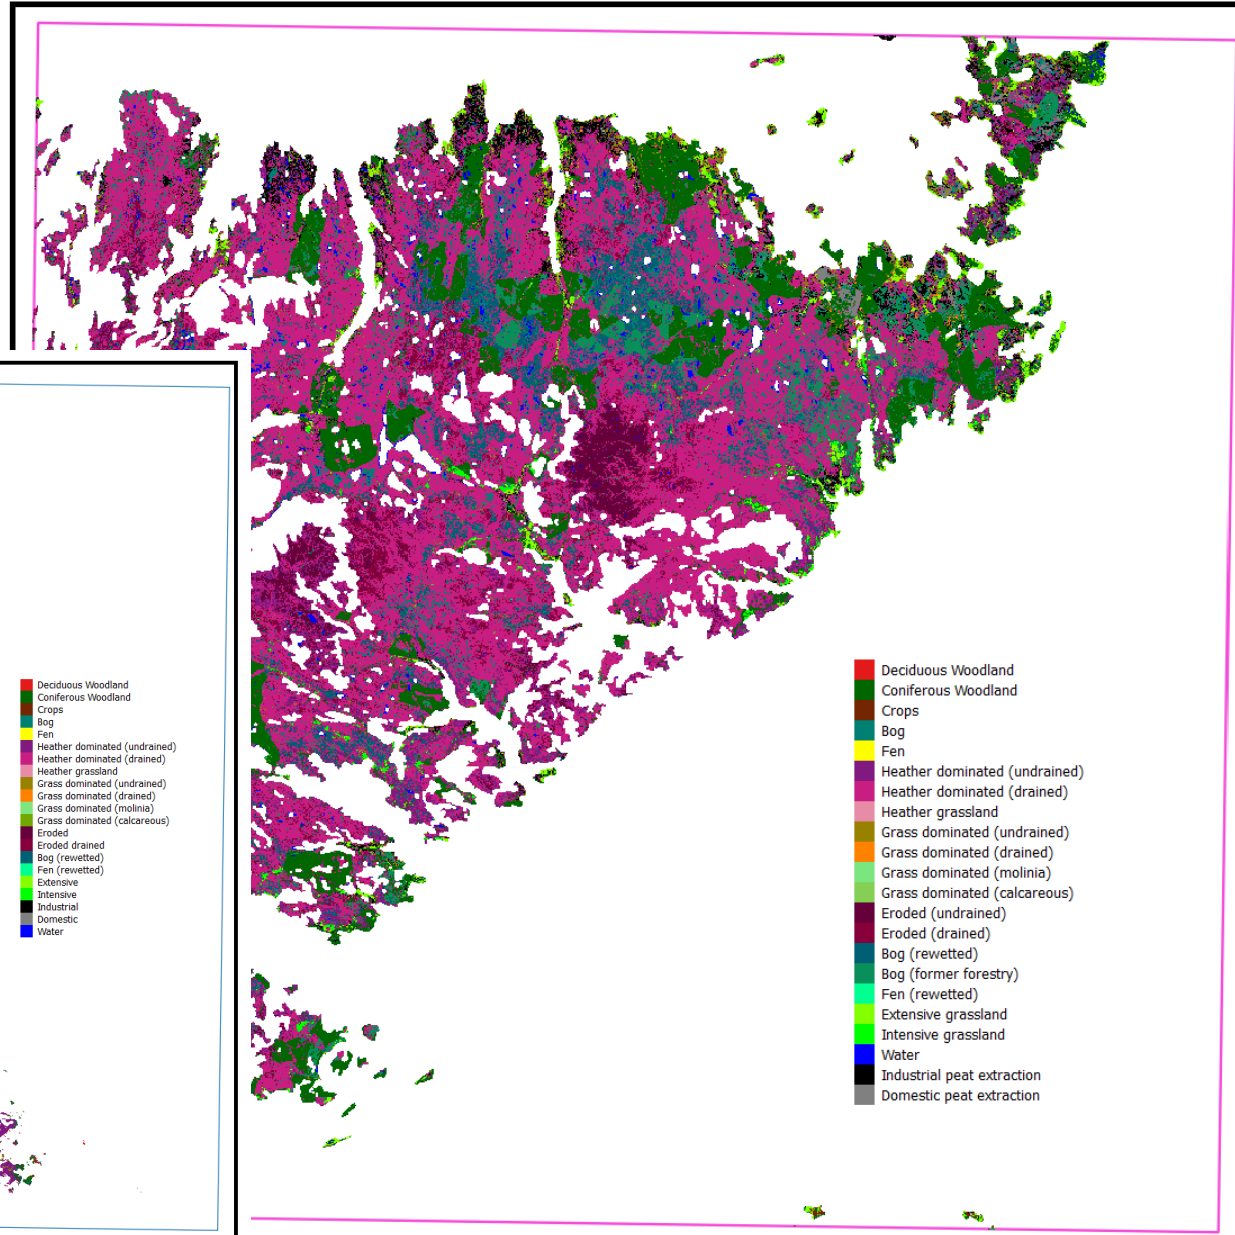 Deciduous Woodland
Coniferous Woodland
Crops
Bog
Fen
Heather dominated (undrained)
Heather dominated (drained)
Heather grassland
Grass dominated (undrained)
Grass dominated (drained)
Grass dominated (molinia)
Grass dominated (calcareous)
Eroded
Eroded drained
Bog (rewetted)
Fen (rewetted)
Extensive
Intensive
Industrial
Domestic
Water
Deciduous Woodland
Coniferous Woodland
Crops
Bog
Fen
Heather dominated (undrained)
Heather dominated (drained)
Heather grassland
Grass dominated (undrained)
Grass dominated (drained)
Grass dominated (molinia)
Grass dominated (calcareous)
Eroded (undrained)
Eroded (drained)
Bog (rewetted)
Bog (former forestry)
Fen (rewetted)
Extensive grassland
Intensive grassland
Water
Industrial peat extraction
Domestic peat extraction